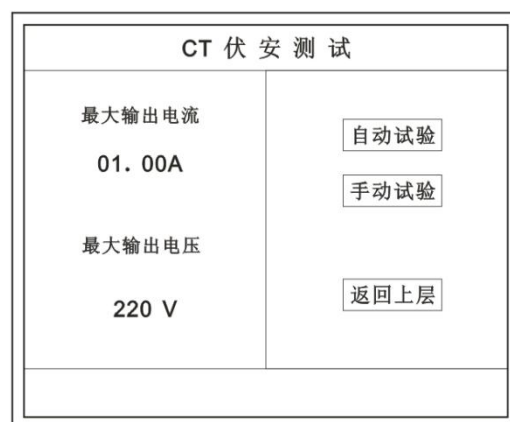 CT 伏 安 测 试
最大输出电流
01. 00A
最大输出电压
220 V
自动试验
手动试验
返回上层